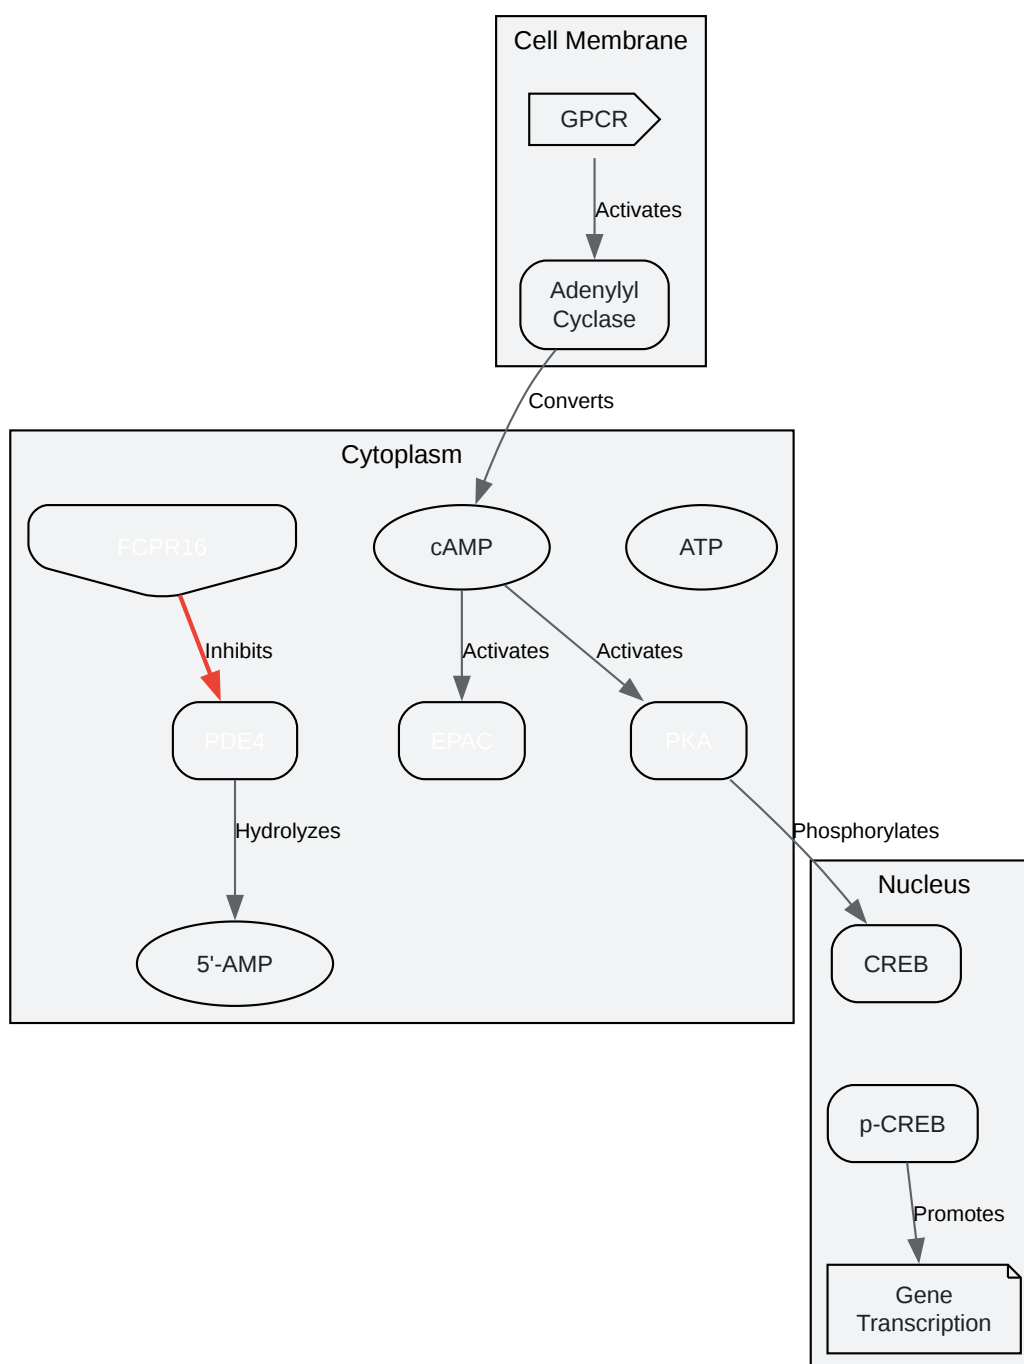 Cell Membrane
GPCR
Activates
Adenylyl
Cyclase
Converts
Cytoplasm
FCPR16
cAMP
ATP
Inhibits
Activates
Activates
PDE4
EPAC
PKA
Hydrolyzes
Phosphorylates
Nucleus
5'-AMP
CREB
p-CREB
Promotes
Gene
Transcription